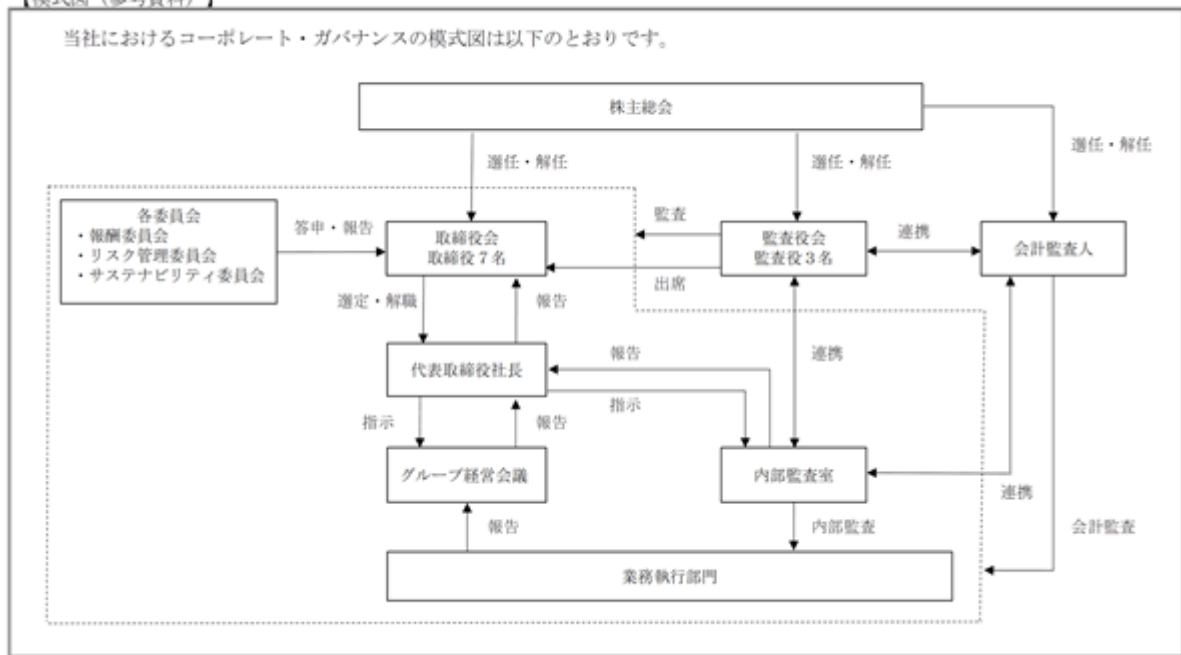 【模式図（参考資料）】
当社におけるコーポレート・ガバナンスの模式図は以下のとおりです。
株主総会
選任・解任
選任・解任
選任・解任
各委員会
・報酬委員会
・リスク管理委員会
・サステナビリティ委員会
答申・報告
取締役会
取締役７名
監査
出席
監査役会
監査役３名
連携
会計監査人
選定・解職
報告
代表取締役社長
報告
指示
連携
指示
報告
グループ経営会議
内部監査室
連携
報告
内部監査
会計監査
業務執行部門